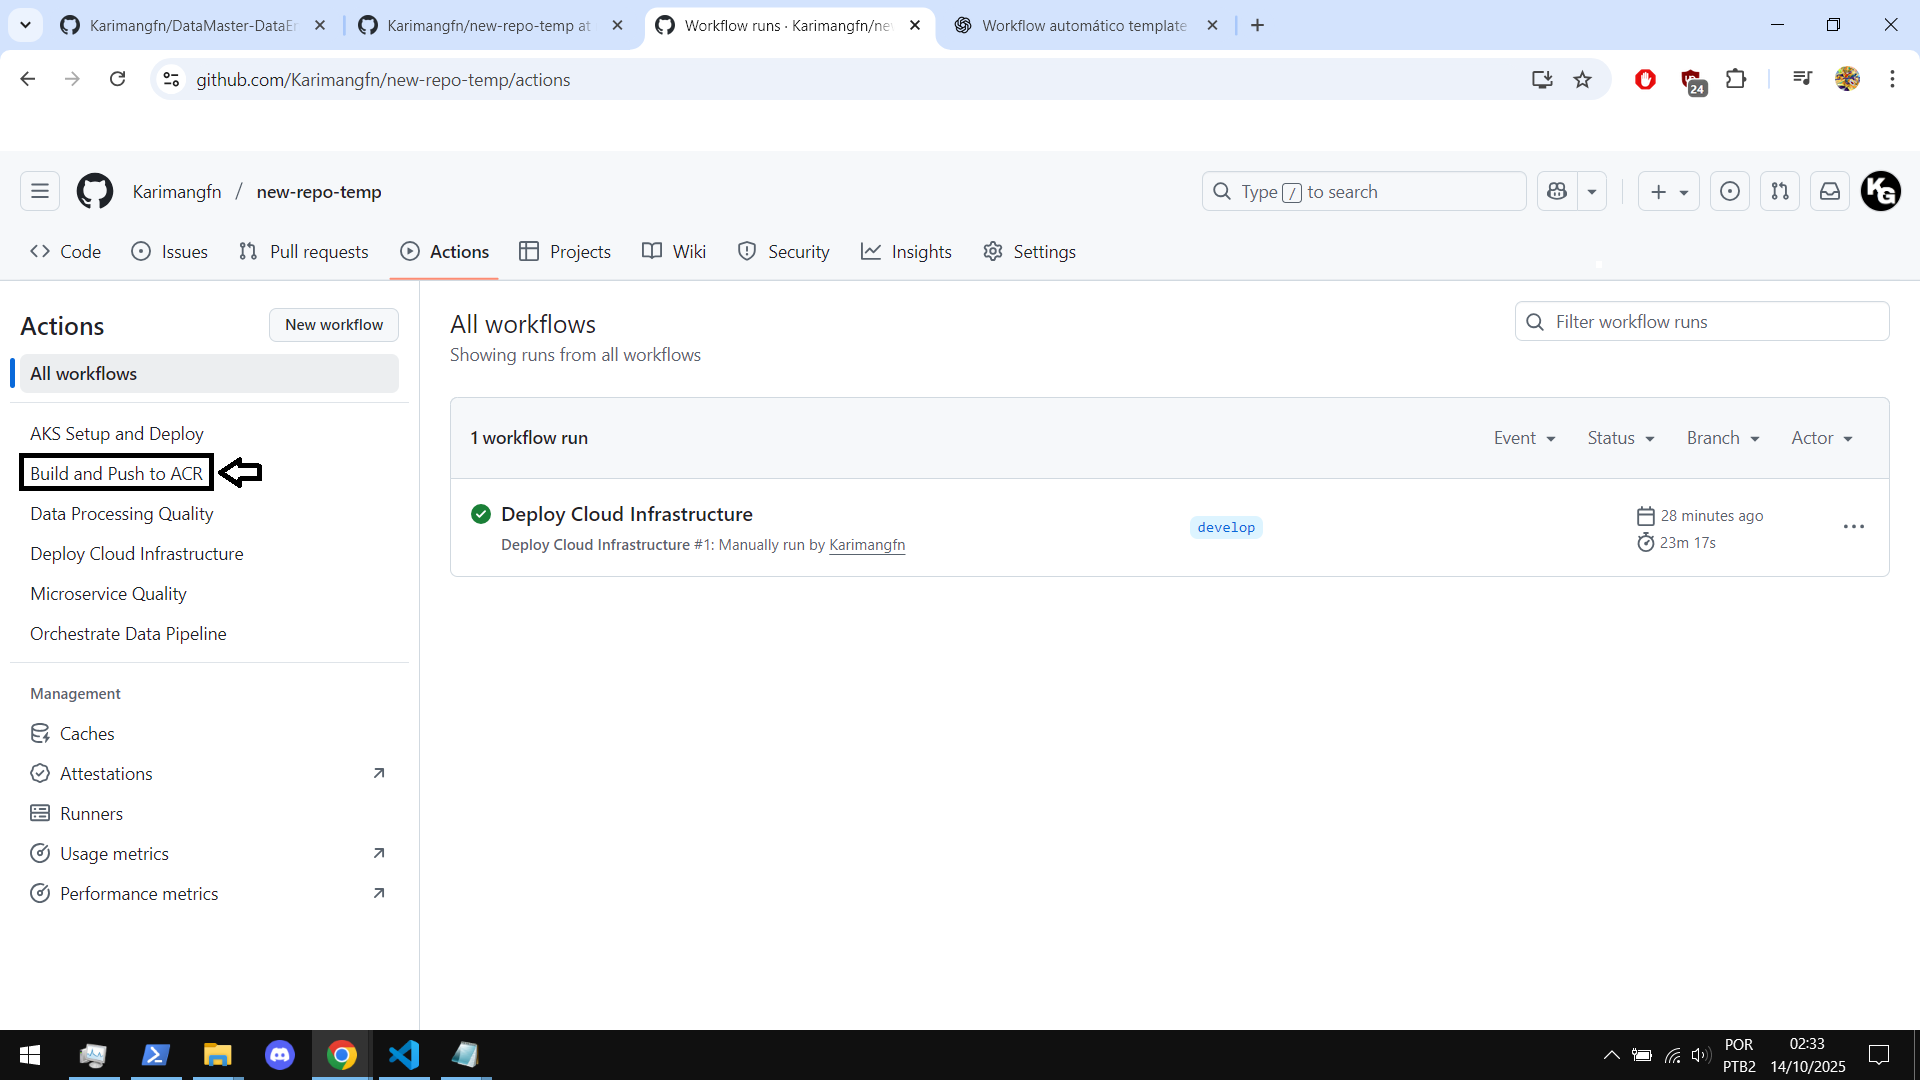 Karimangfn/DataMaster-DataEn
Karimangfn/new-repo-temp at
Workflow runs · Karimangfn/new
Workflow automático template
github.com/Karimangfn/new-repo-temp/actions
24
Karimangfn / new-repo-temp
Type / to search
KG
Code
Issues
Pull requests
Actions
Projects
Wiki
Security
Insights
Settings
Actions
New workflow
All workflows
AKS Setup and Deploy
Build and Push to ACR
Data Processing Quality
Deploy Cloud Infrastructure
Microservice Quality
Orchestrate Data Pipeline
Management
Caches
Attestations
Runners
Usage metrics
Performance metrics
All workflows
Showing runs from all workflows
Filter workflow runs
1 workflow run
Event
Status
Branch
Actor
Deploy Cloud Infrastructure
Deploy Cloud Infrastructure #1: Manually run by Karimangfn
develop
28 minutes ago
23m 17s
POR
PTB2
02:33
14/10/2025